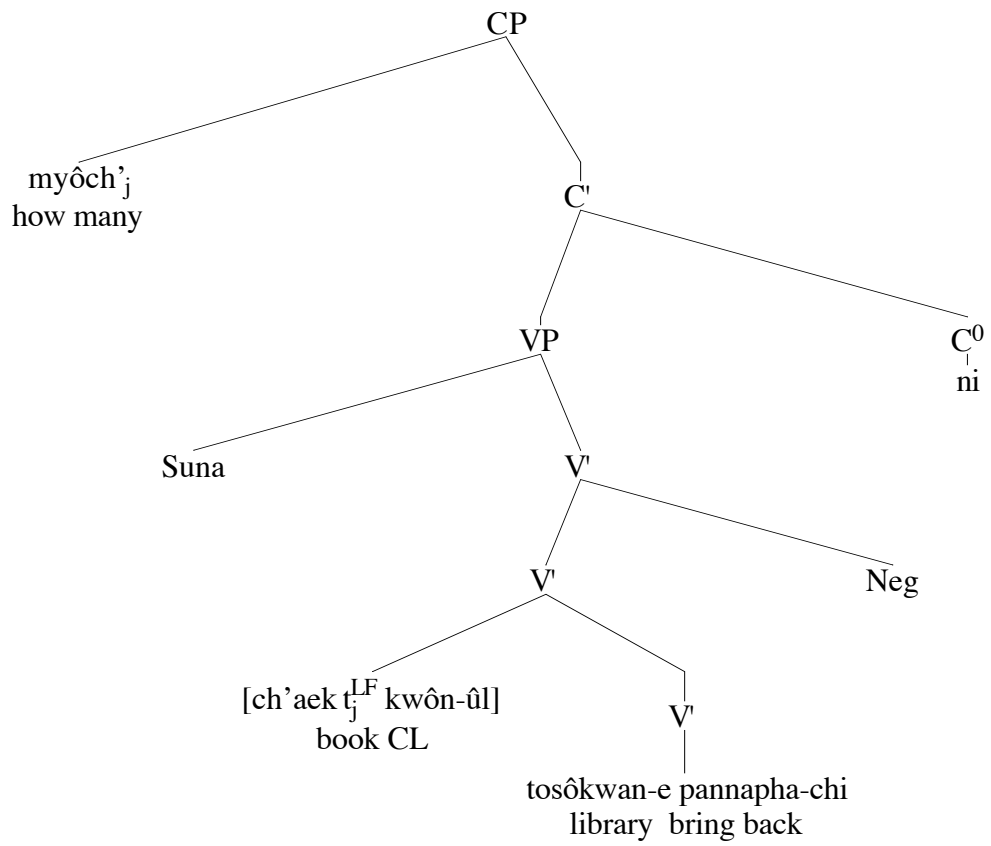 CP
myôch’j
how many
C'
VP
C0
ni
Suna
V'
V'
Neg
[ch’aek tjLF kwôn-ûl]
book CL
V'
tosôkwan-e pannapha-chi
library bring back